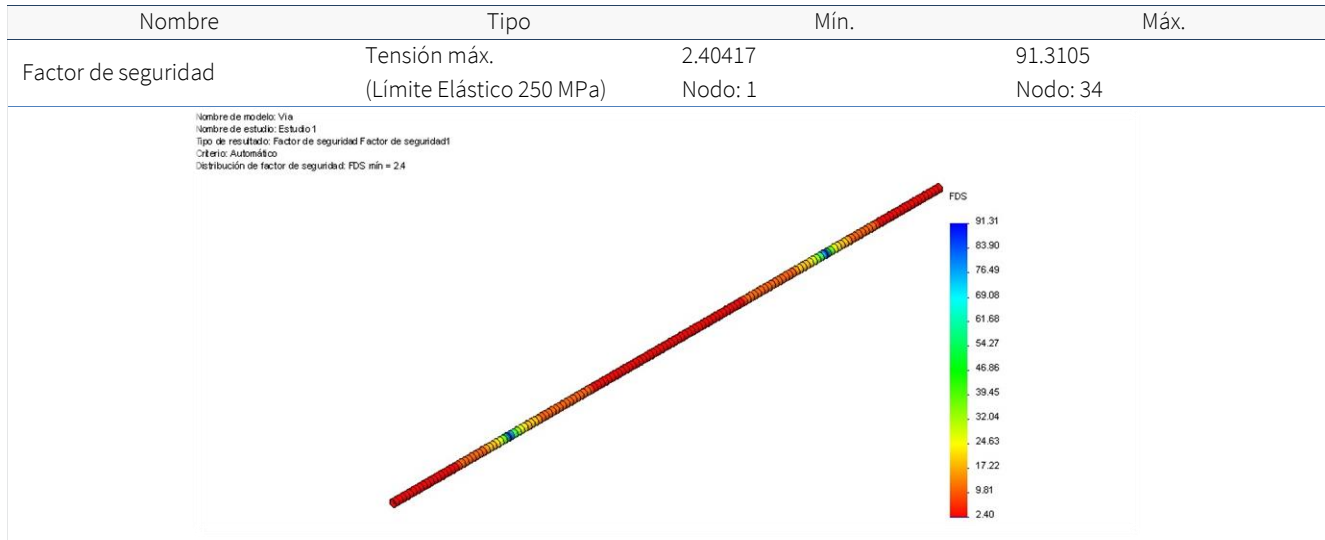 Nombre Tipo Mín. Máx.
Factor de seguridad
Tensión máx.
(Límite Elástico 250 MPa)
2.40417
Nodo: 1
91.3105
Nodo: 34
Nombre de modelo: Via
Nombre de estudio: Estudio 1
Tipo de resultado: Factor de seguridad Factor de seguridad1
Criterio: Automático
Distribución de factor de seguridad: FDS mín = 2.4
FDS
91.31
83.90
76.49
69.08
61.68
54.27
46.86
39.45
32.04
24.63
17.22
9.81
2.40